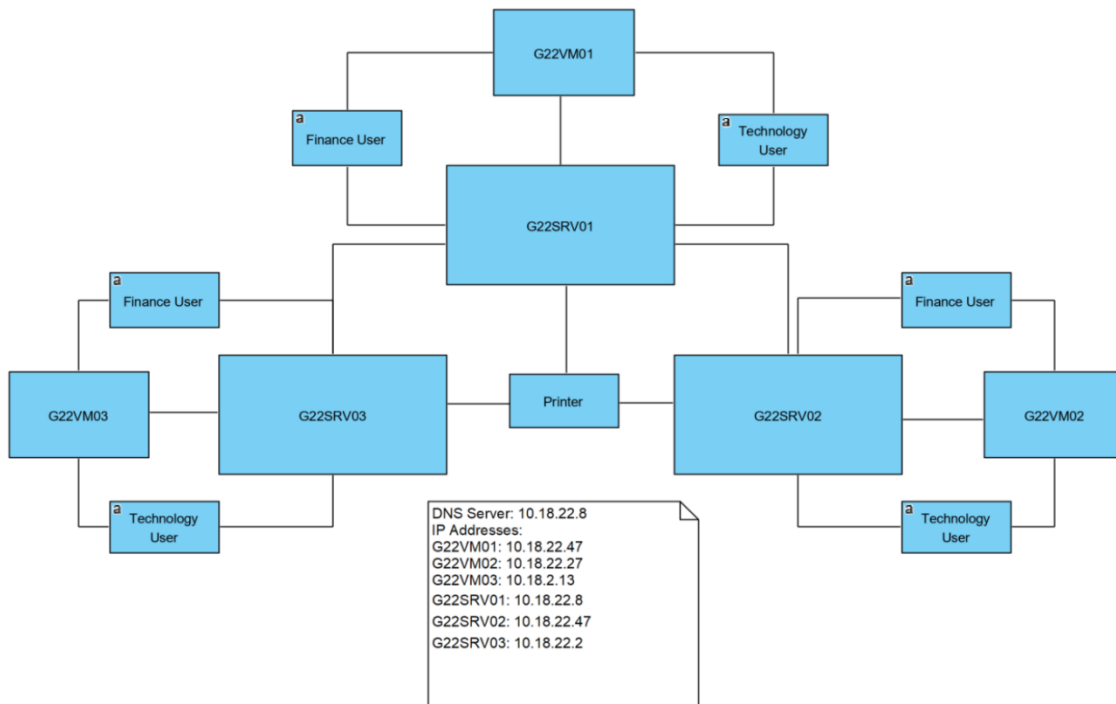 G22VM01
a
Finance User
a
Technology
User
G22SRV01
a
Finance User
a
Finance User
G22VM03
G22SRV03
Printer
G22SRV02
G22VM02
a
Technology
User
a
Technology
User
DNS Server: 10.18.22.8
IP Addresses:
G22VM01: 10.18.22.47
G22VM02: 10.18.22.27
G22VM03: 10.18.2.13
G22SRV01: 10.18.22.8
G22SRV02: 10.18.22.47
G22SRV03: 10.18.22.2